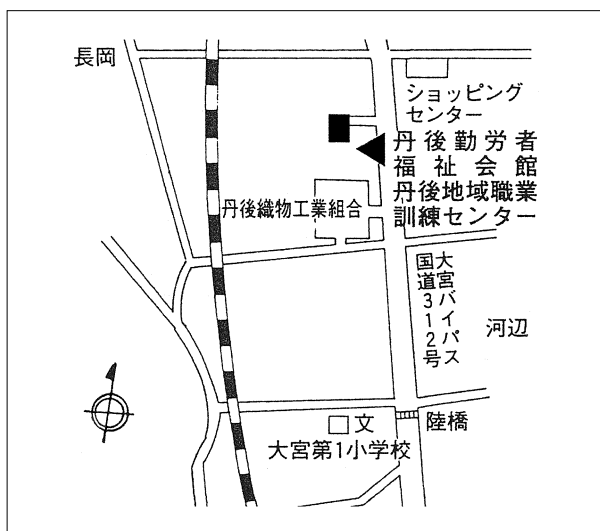 長岡
ショッピング
センター
丹後勤労者
福祉会館
丹後地域職業
訓練センター
丹後織物工業組合
大宮バイパス
国道312号
河辺
文
陸橋
大宮第1小学校